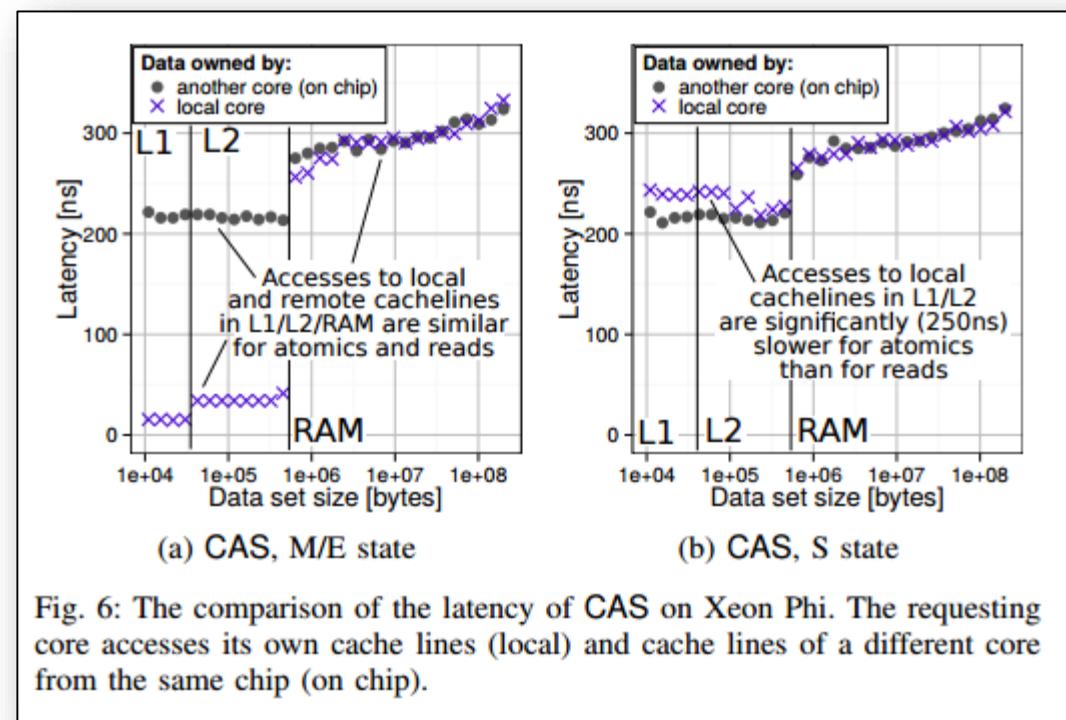 Data owned by:
another core (on chip)
local core
L1
L2
RAM
Accesses to local
and remote cachelines
in L1/L2/RAM are similar
for atomics and reads
Latency [ns]
300
200
100
0
1e+04 1e+05 1e+06 1e+07 1e+08
Data set size [bytes]
(a) CAS, M/E state
Data owned by:
another core (on chip)
local core
Accesses to local
cachelines in L1/L2
are significantly (250ns)
slower for atomics
than for reads
L1
L2
RAM
Latency [ns]
300
200
100
0
1e+04 1e+05 1e+06 1e+07 1e+08
Data set size [bytes]
(b) CAS, S state
Fig. 6: The comparison of the latency of CAS on Xeon Phi. The requesting
core accesses its own cache lines (local) and cache lines of a different core
from the same chip (on chip).